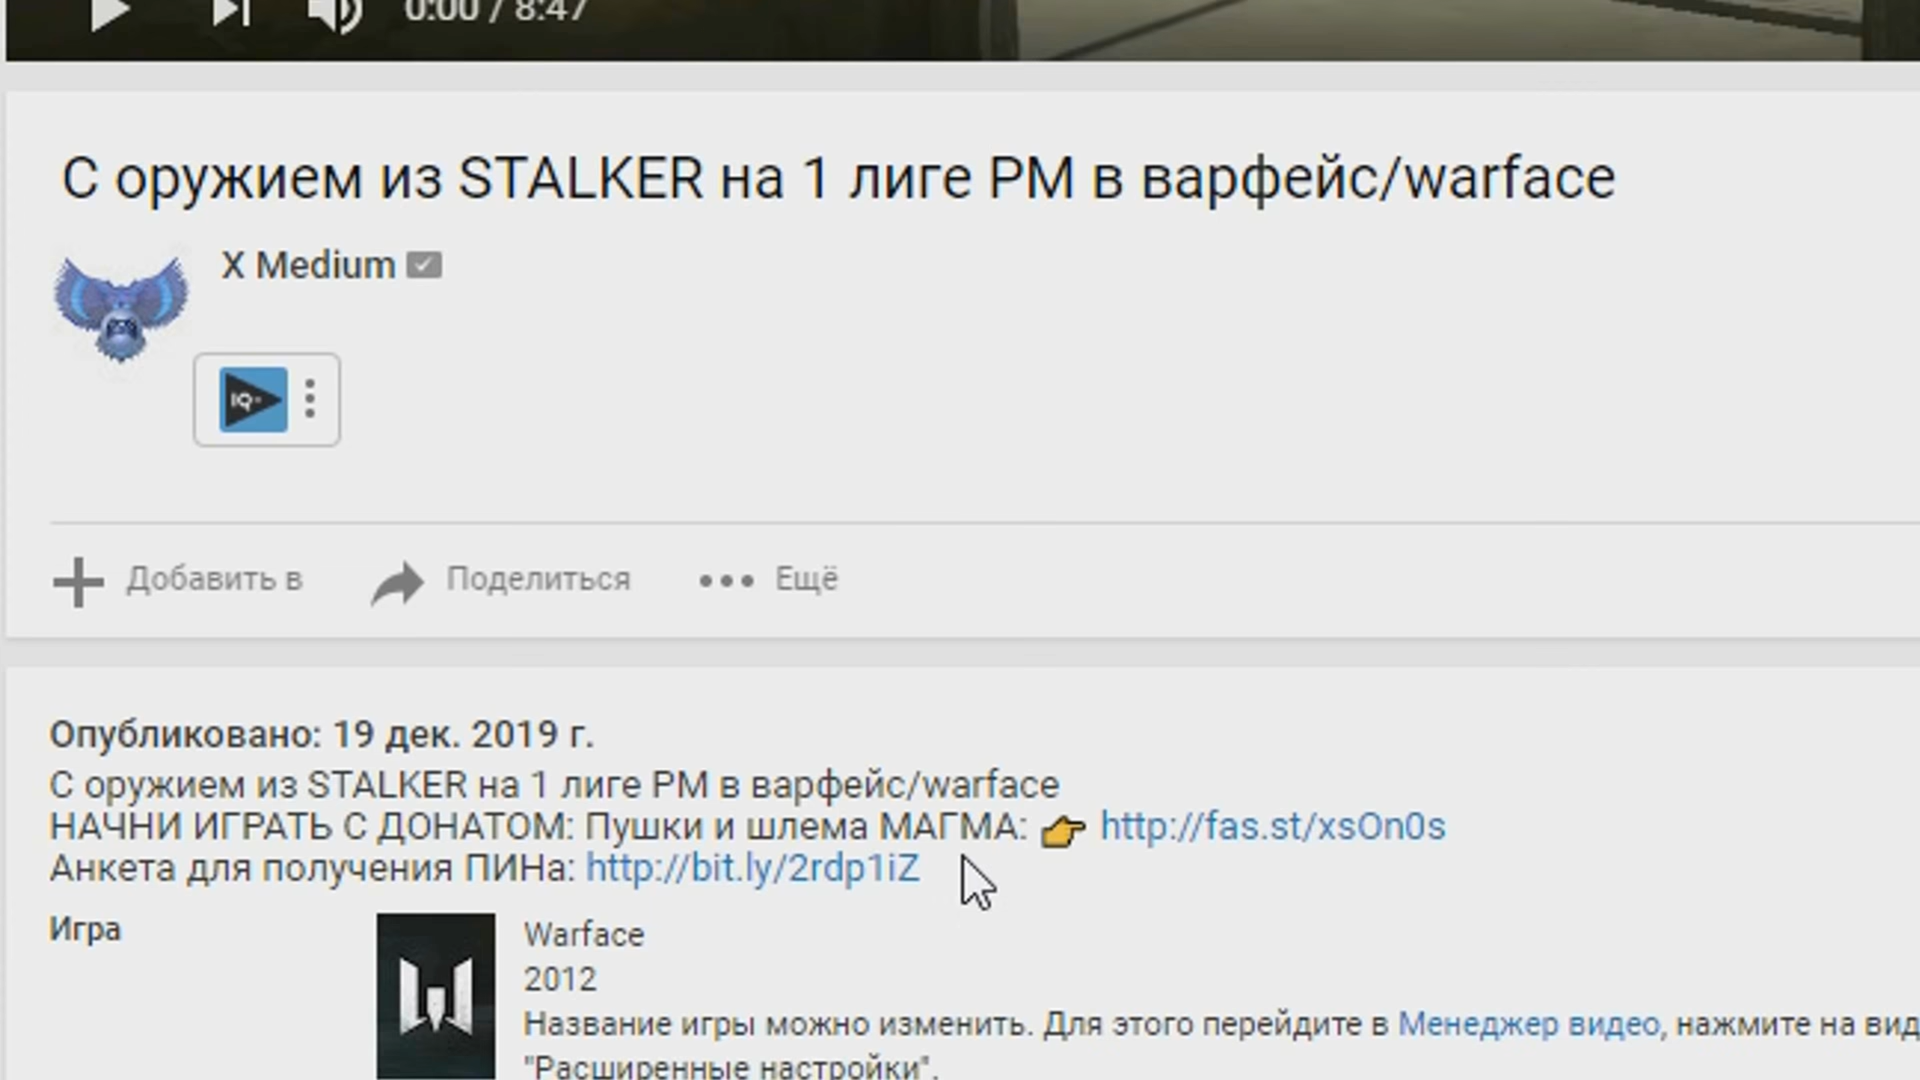 0:00 / 8:47
С оружием из STALKER на 1 лиге РМ в варфейс/warface
X Medium
IQ
Добавить в
Поделиться
Ещё
Опубликовано: 19 дек. 2019 г.
С оружием из STALKER на 1 лиге РМ в варфейс/warface
НАЧНИ ИГРАТЬ С ДОНАТОМ: Пушки и шлема МАГМА: 👉 http://fas.st/xsOn0s
Анкета для получения ПИНа: http://bit.ly/2rdp1iZ
Игра
Warface
2012
Название игры можно изменить. Для этого перейдите в Менеджер видео, нажмите на вид
"Расширенные настройки".